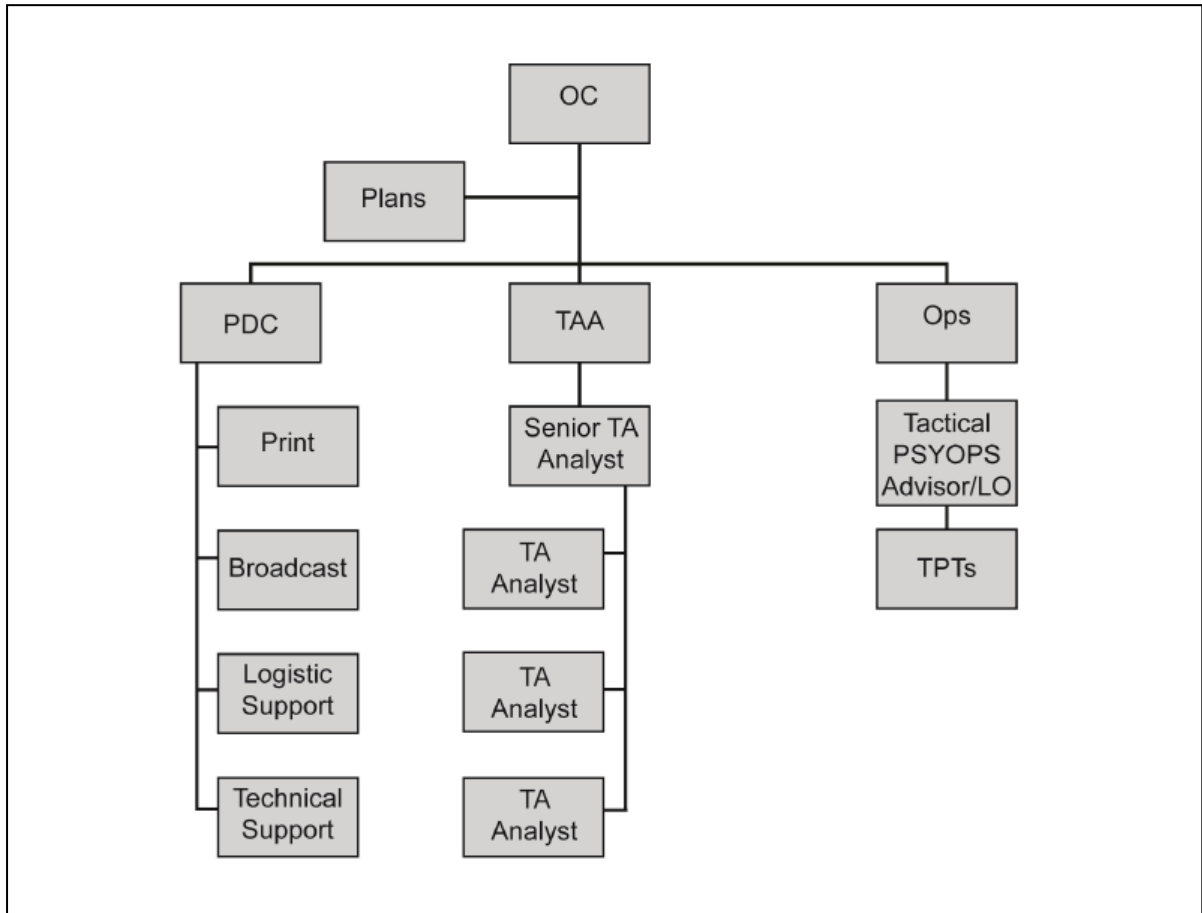 OC
Plans
PDC
TAA
Ops
Print
Broadcast
Logistic
Support
Technical
Support
Senior TA
Analyst
TA
Analyst
TA
Analyst
TA
Analyst
Tactical
PSYOPS
Advisor/LO
TPTs